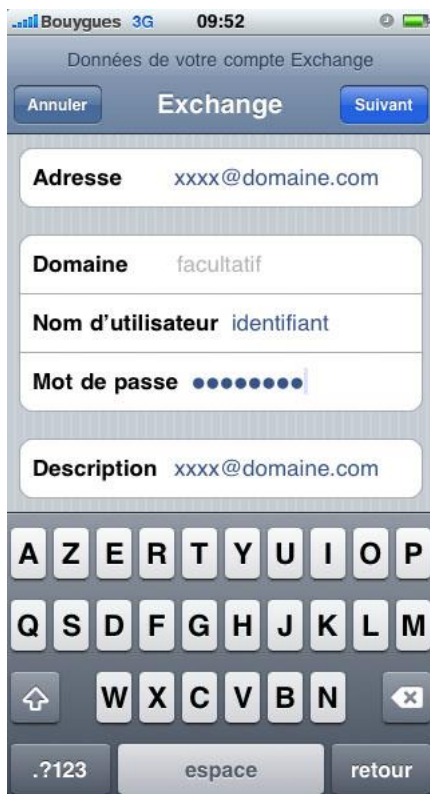 Bouygues 3G 09:52
Données de votre compte Exchange
Annuler Exchange Suivant
Adresse xxxx@domaine.com
Domaine facultatif
Nom d'utilisateur identifiant
Mot de passe ••••••••
Description xxxx@domaine.com
A Z E R T Y U I O P
Q S D F G H J K L M
W X C V B N
.?123 espace retour